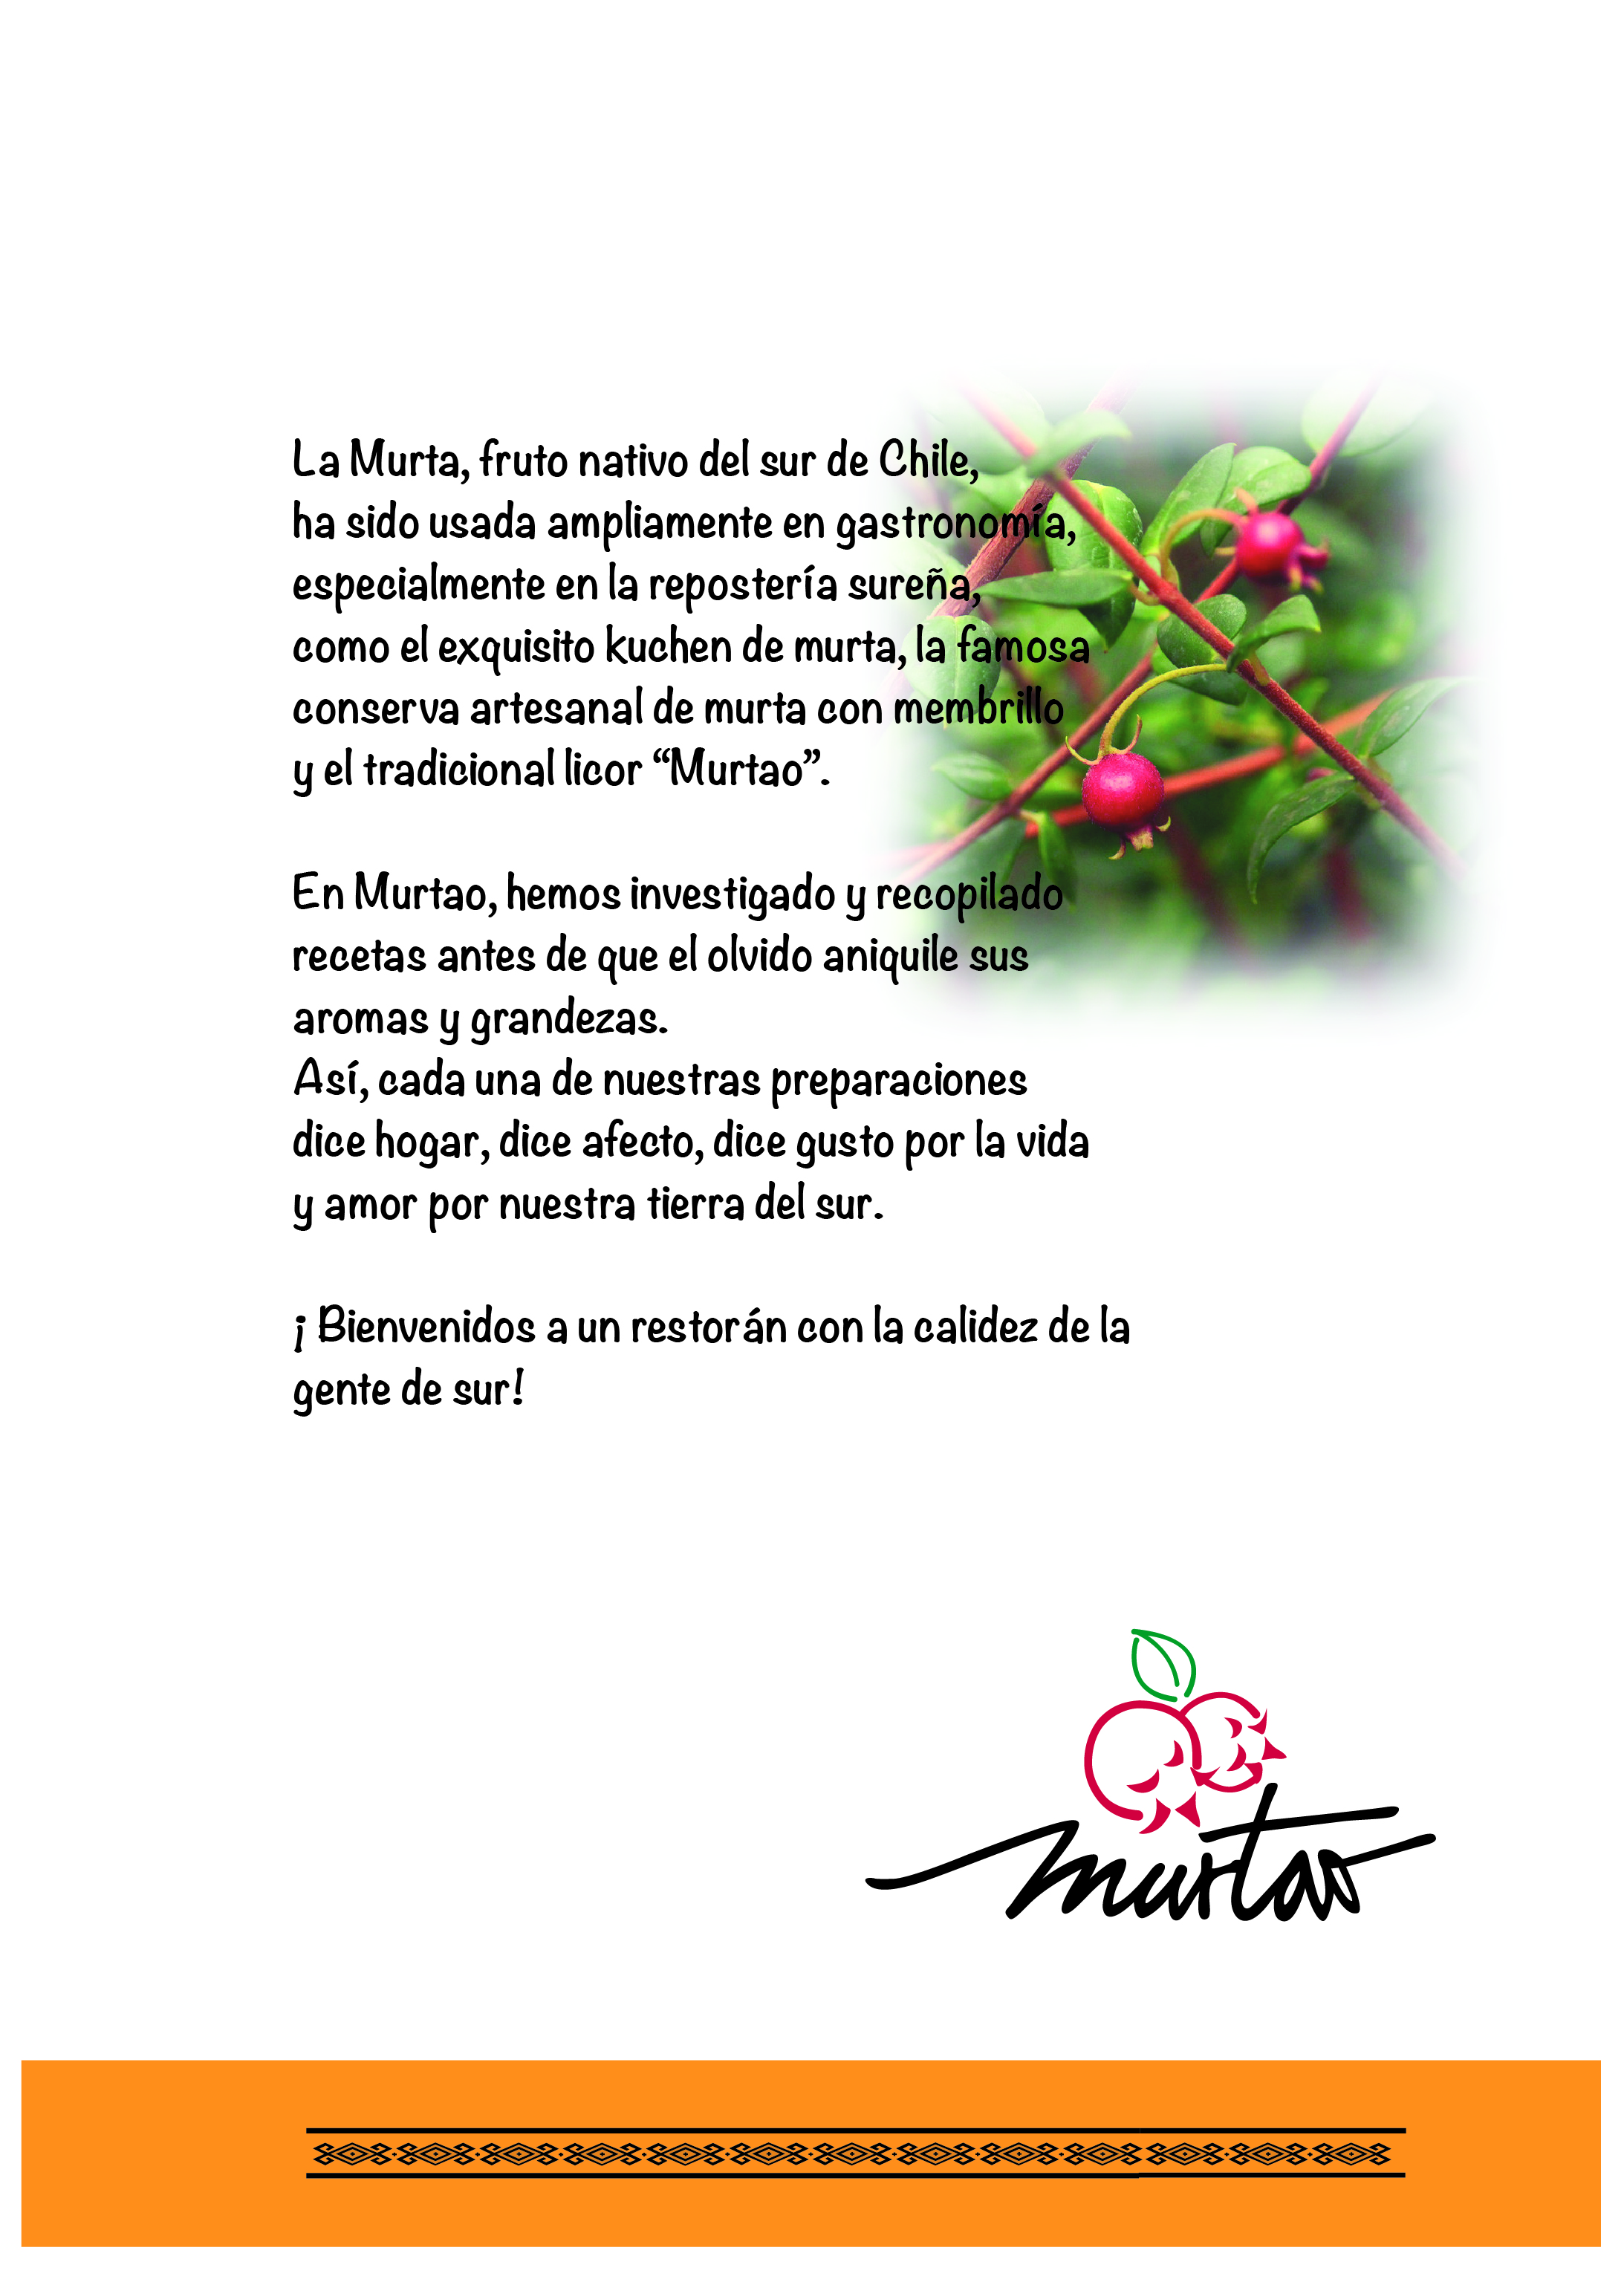 La Murta, fruto nativo del sur de Chile,
ha sido usada ampliamente en gastronomía,
especialmente en la repostería sureña,
como el exquisito kuchen de murta, la famosa
conserva artesanal de murta con membrillo
y el tradicional licor “Murtao”.
En Murtao, hemos investigado y recopilado
recetas antes de que el olvido aniquile sus
aromas y grandezas.
Así, cada una de nuestras preparaciones
dice hogar, dice afecto, dice gusto por la vida
y amor por nuestra tierra del sur.
¡ Bienvenidos a un restorán con la calidez de la
gente de sur!
murtao